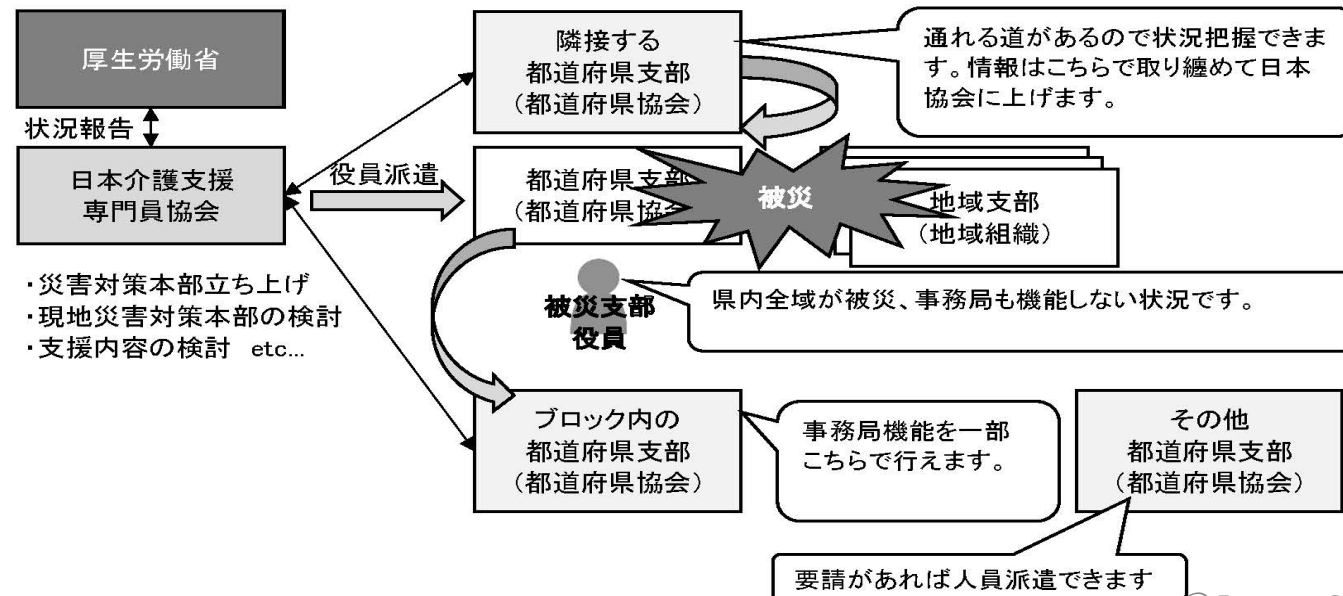 厚生労働省
状況報告
日本介護支援
専門員協会
・災害対策本部立ち上げ
・現地災害対策本部の検討
・支援内容の検討 etc...
役員派遣
隣接する
都道府県支部
（都道府県協会）
通れる道があるので状況把握できま
す。情報はこちらで取り纏めて日本
協会に上げます。
都道府県支部
（都道府県協会
被災
地域支部
（地域組織）
被災支部
役員
県内全域が被災、事務局も機能しない状況です。
ブロック内の
都道府県支部
（都道府県協会）
事務局機能を一部
こちらで行えます。
その他
都道府県支部
（都道府県協会）
要請があれば人員派遣できます